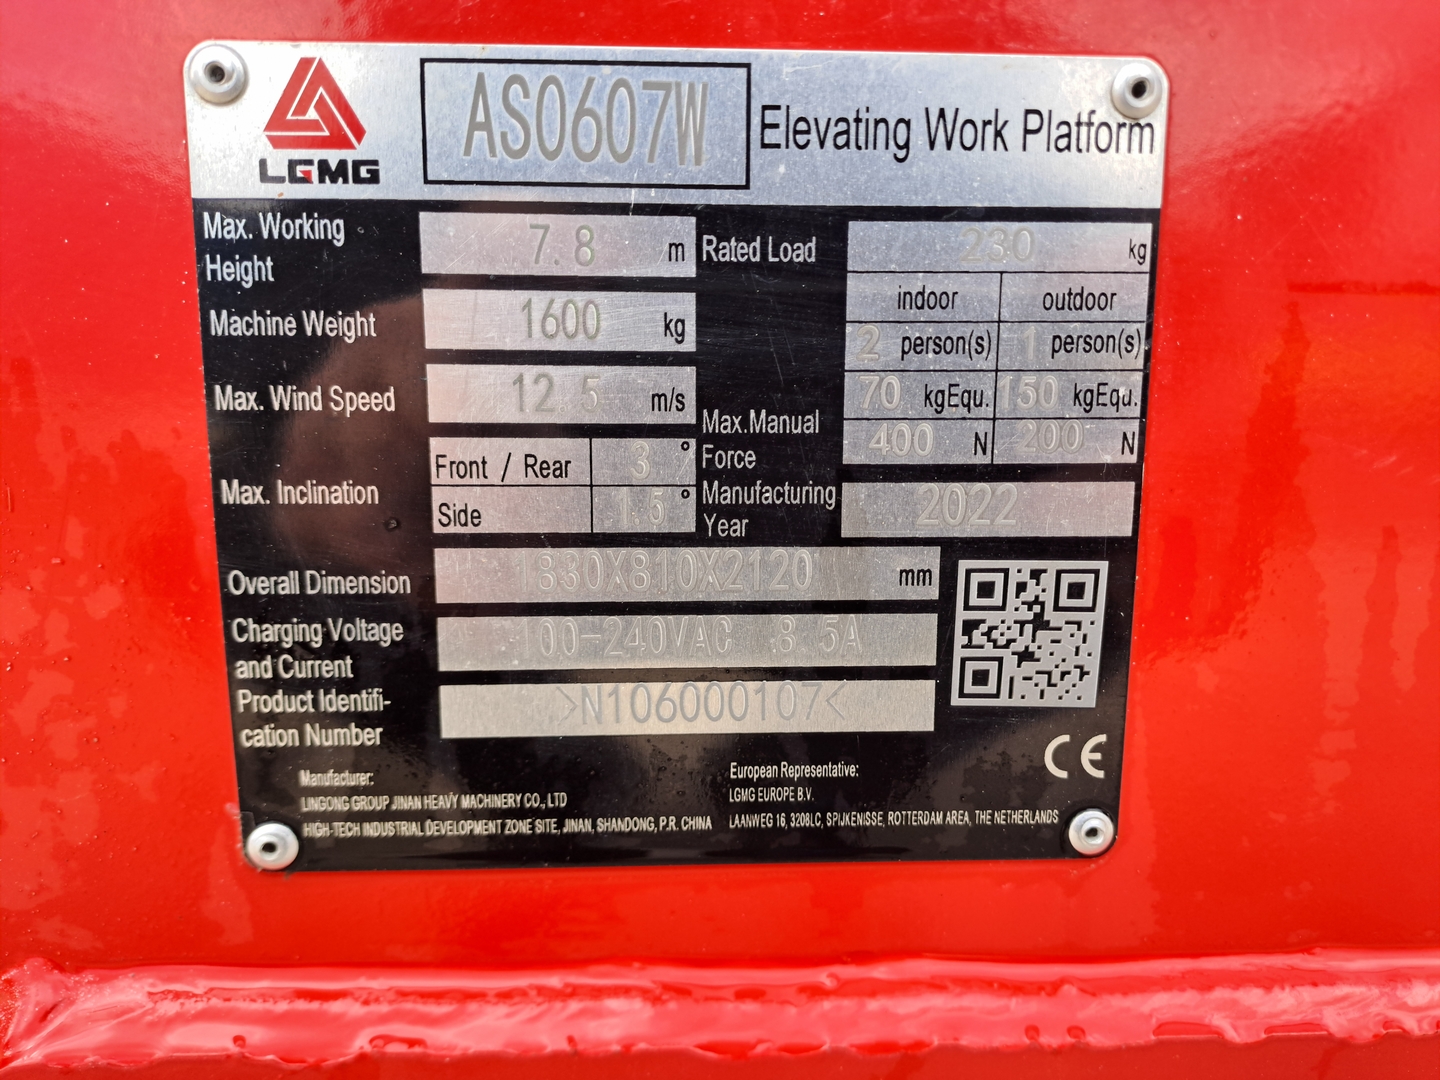 LGMG
AS0607W
Elevating Work Platform
Max. Working Height
7.8 m
Rated Load
230 kg
indoor outdoor
Machine Weight
1600 kg
2 person(s) 1 person(s)
Max. Wind Speed
12.5 m/s
70 kgEqu. 150 kgEqu.
Max.Manual Force
400 N 200 N
Max. Inclination
Front / Rear 3 °
Side 1.5 °
Manufacturing Year
2022
Overall Dimension
1830X810X2120 mm
Charging Voltage and Current
100-240VAC 8.5A
Product Identifi-
cation Number
>N106000107<
CE
Manufacturer:
LINGONG GROUP JINAN HEAVY MACHINERY CO., LTD
HIGH-TECH INDUSTRIAL DEVELOPMENT ZONE SITE, JINAN, SHANDONG, P.R. CHINA
European Representative:
LGMG EUROPE B.V.
LAANWEG 16, 3208LC, SPIJKENISSE, ROTTERDAM AREA, THE NETHERLANDS